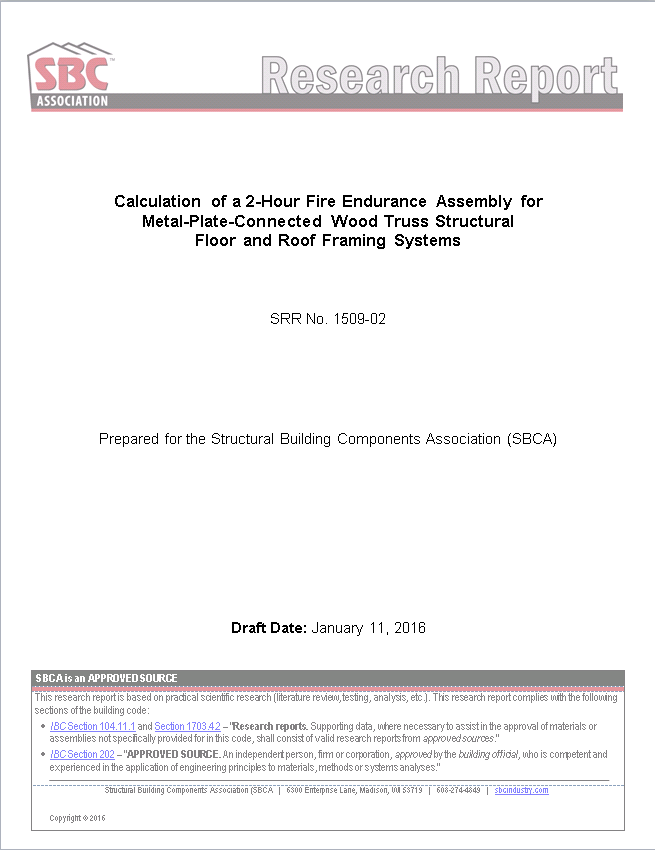 SBC™
ASSOCIATION
Research Report
Calculation of a 2-Hour Fire Endurance Assembly for
Metal-Plate-Connected Wood Truss Structural
Floor and Roof Framing Systems
SRR No. 1509-02
Prepared for the Structural Building Components Association (SBCA)
Draft Date: January 11, 2016
SBCA is an APPROVED SOURCE
This research report is based on practical scientific research (literature review, testing, analysis, etc.). This research report complies with the following
sections of the building code:
• IBC Section 104.11.1 and Section 1703.4.2 – "Research reports. Supporting data, where necessary to assist in the approval of materials or
assemblies not specifically provided for in this code, shall consist of valid research reports from approved sources."
• IBC Section 202 – "APPROVED SOURCE. An independent person, firm or corporation, approved by the building official, who is competent and
experienced in the application of engineering principles to materials, methods or systems analyses."
Structural Building Components Association (SBCA | 6300 Enterprise Lane, Madison, WI 53719 | 608-274-4849 | sbcindustry.com
Copyright © 2016